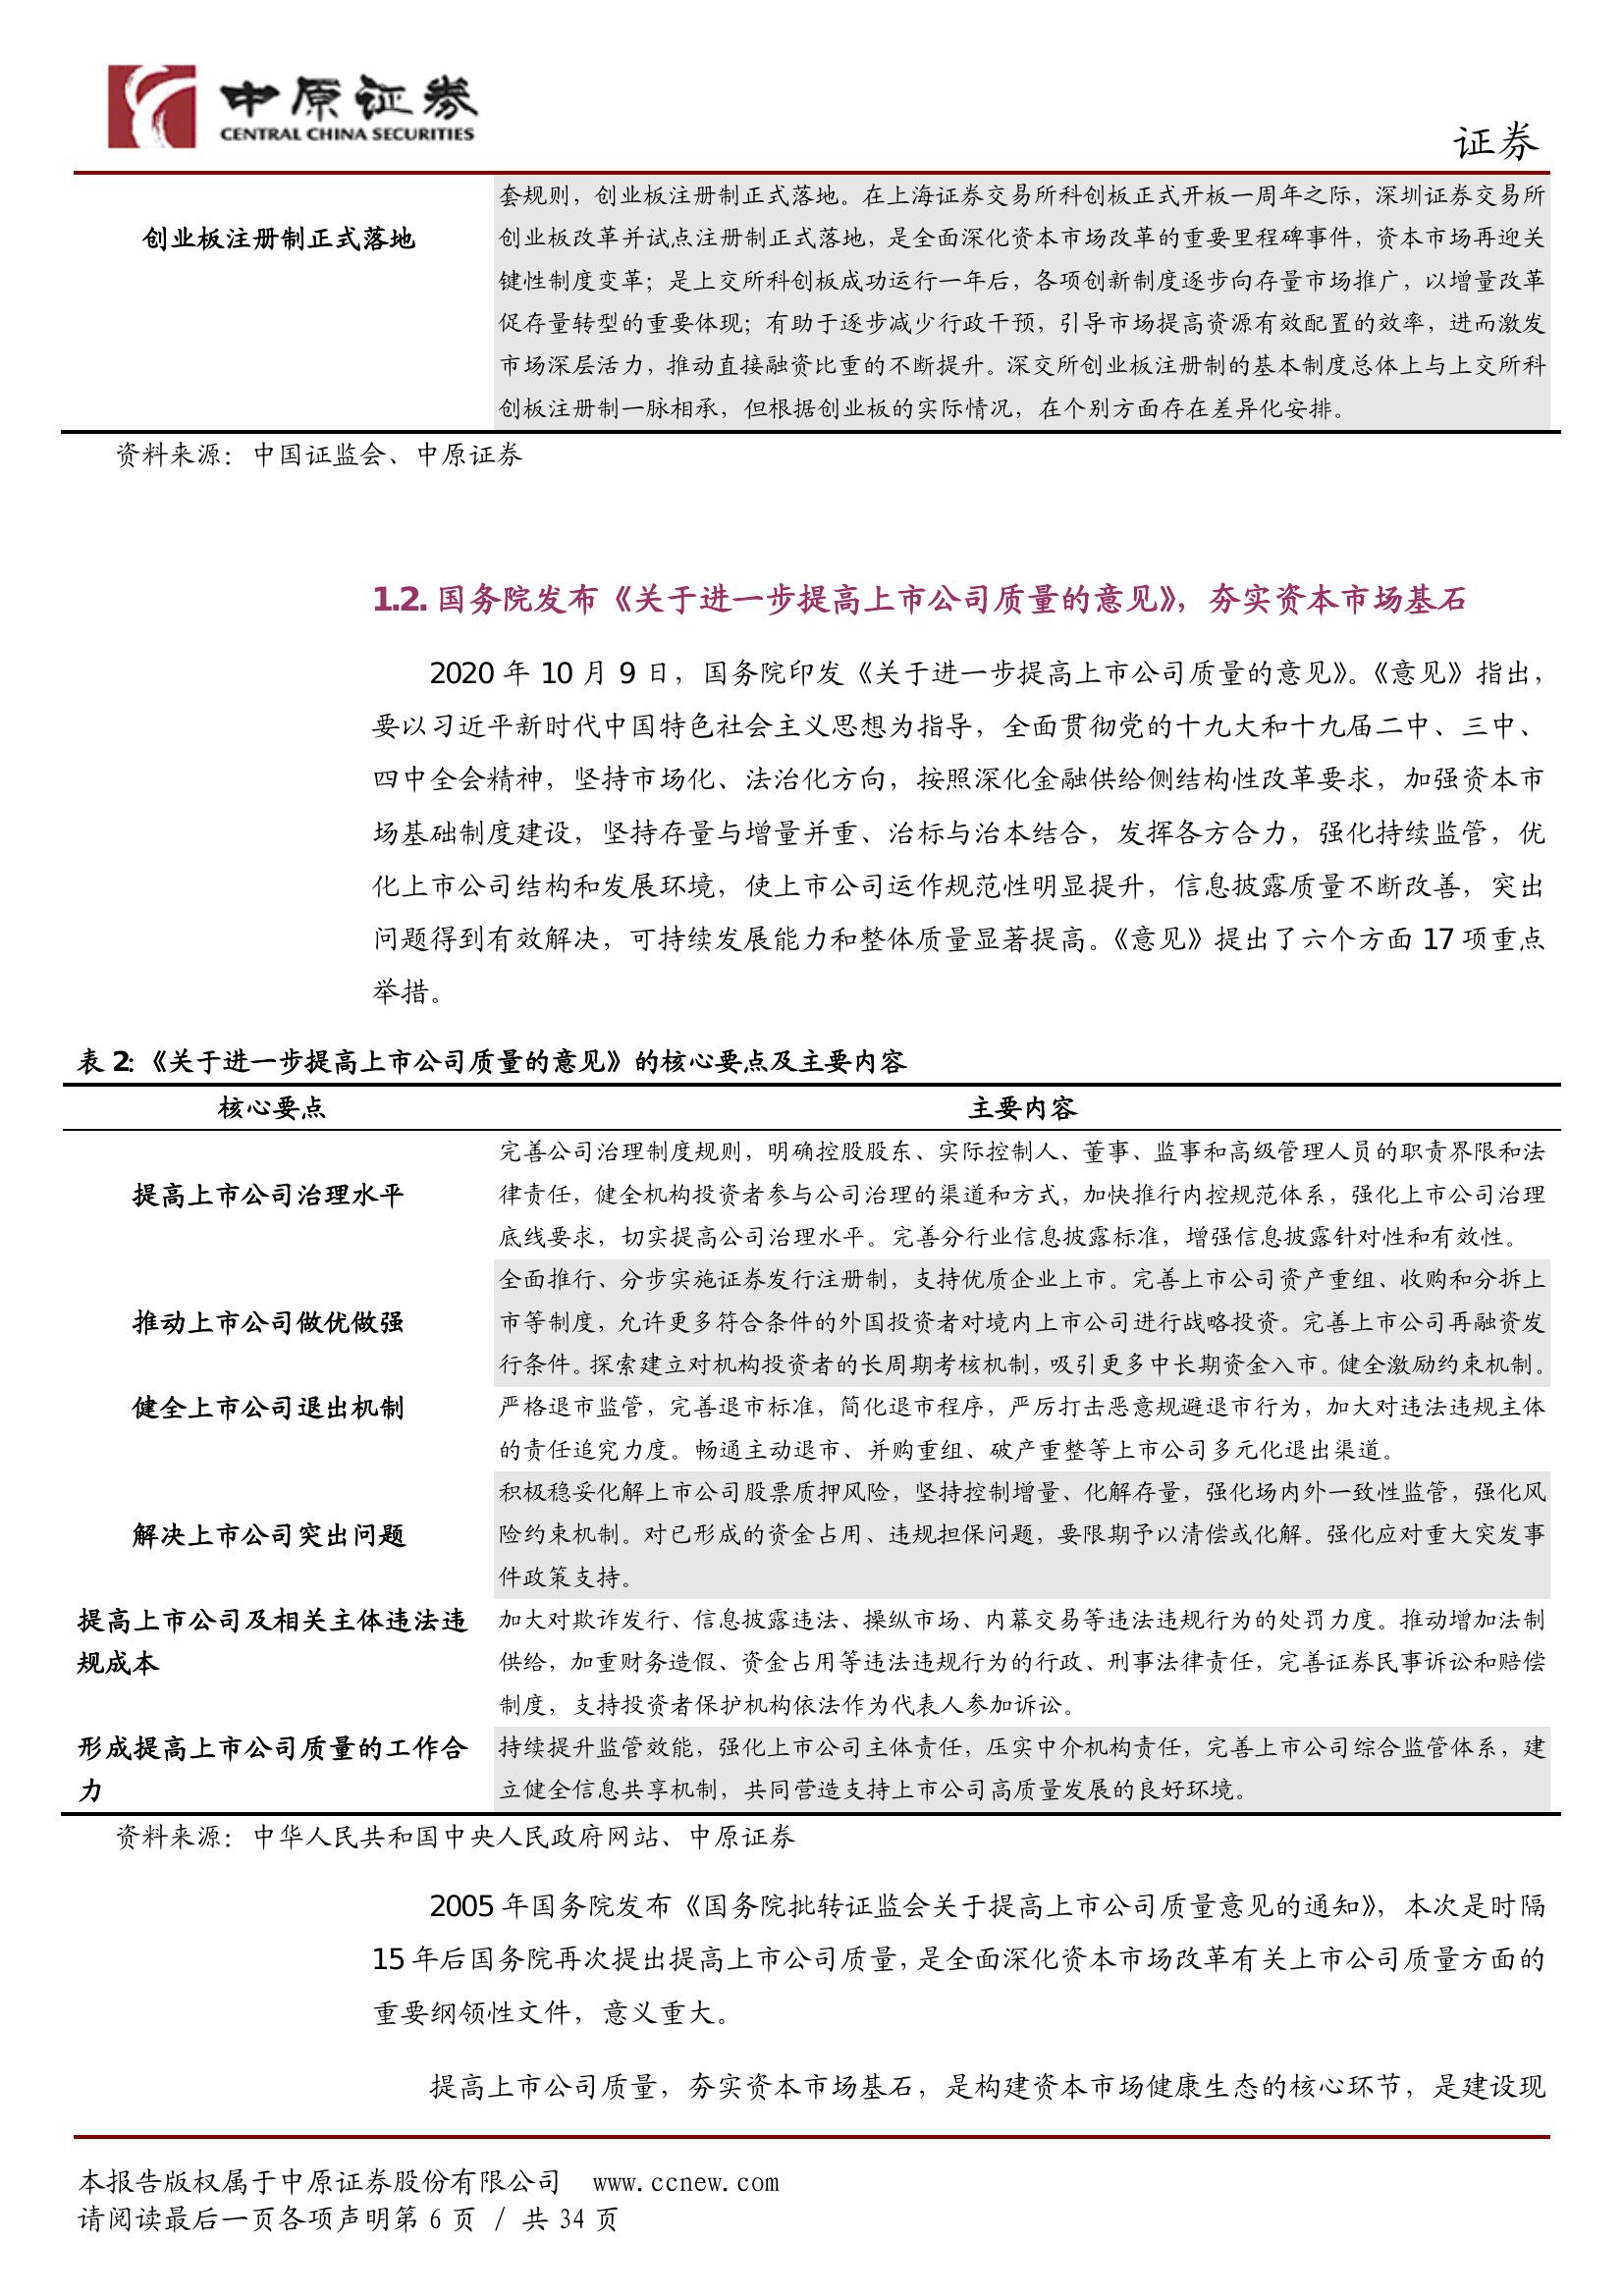 中原证券
CENTRAL CHINA SECURITIES
证券
创业板注册制正式落地
套规则，创业板注册制正式落地。在上海证券交易所科创板正式开板一周年之际，深圳证券交易所
创业板改革并试点注册制正式落地，是全面深化资本市场改革的重要里程碑事件，资本市场再迎关
键性制度变革；是上交所科创板成功运行一年后，各项创新制度逐步向存量市场推广，以增量改革
促存量转型的重要体现；有助于逐步减少行政干预，引导市场提高资源有效配置的效率，进而激发
市场深层活力，推动直接融资比重的不断提升。深交所创业板注册制的基本制度总体上与上交所科
创板注册制一脉相承，但根据创业板的实际情况，在个别方面存在差异化安排。
资料来源：中国证监会、中原证券
1.2. 国务院发布《关于进一步提高上市公司质量的意见》，夯实资本市场基石
2020 年 10 月 9 日，国务院印发《关于进一步提高上市公司质量的意见》。《意见》指出，
要以习近平新时代中国特色社会主义思想为指导，全面贯彻党的十九大和十九届二中、三中、
四中全会精神，坚持市场化、法治化方向，按照深化金融供给侧结构性改革要求，加强资本市
场基础制度建设，坚持存量与增量并重、治标与治本结合，发挥各方合力，强化持续监管，优
化上市公司结构和发展环境，使上市公司运作规范性明显提升，信息披露质量不断改善，突出
问题得到有效解决，可持续发展能力和整体质量显著提高。《意见》提出了六个方面 17 项重点
举措。
表 2:《关于进一步提高上市公司质量的意见》的核心要点及主要内容
核心要点 主要内容
提高上市公司治理水平
完善公司治理制度规则，明确控股股东、实际控制人、董事、监事和高级管理人员的职责界限和法
律责任，健全机构投资者参与公司治理的渠道和方式，加快推行内控规范体系，强化上市公司治理
底线要求，切实提高公司治理水平。完善分行业信息披露标准，增强信息披露针对性和有效性。
推动上市公司做优做强
全面推行、分步实施证券发行注册制，支持优质企业上市。完善上市公司资产重组、收购和分拆上
市等制度，允许更多符合条件的外国投资者对境内上市公司进行战略投资。完善上市公司再融资发
行条件。探索建立对机构投资者的长周期考核机制，吸引更多中长期资金入市。健全激励约束机制。
健全上市公司退出机制
严格退市监管，完善退市标准，简化退市程序，严厉打击恶意规避退市行为，加大对违法违规主体
的责任追究力度。畅通主动退市、并购重组、破产重整等上市公司多元化退出渠道。
解决上市公司突出问题
积极稳妥化解上市公司股票质押风险，坚持控制增量、化解存量，强化场内外一致性监管，强化风
险约束机制。对已形成的资金占用、违规担保问题，要限期予以清偿或化解。强化应对重大突发事
件政策支持。
提高上市公司及相关主体违法违
规成本
加大对欺诈发行、信息披露违法、操纵市场、内幕交易等违法违规行为的处罚力度。推动增加法制
供给，加重财务造假、资金占用等违法违规行为的行政、刑事法律责任，完善证券民事诉讼和赔偿
制度，支持投资者保护机构依法作为代表人参加诉讼。
形成提高上市公司质量的工作合
力
持续提升监管效能，强化上市公司主体责任，压实中介机构责任，完善上市公司综合监管体系，建
立健全信息共享机制，共同营造支持上市公司高质量发展的良好环境。
资料来源：中华人民共和国中央人民政府网站、中原证券
2005 年国务院发布《国务院批转证监会关于提高上市公司质量意见的通知》，本次是时隔
15 年后国务院再次提出提高上市公司质量，是全面深化资本市场改革有关上市公司质量方面的
重要纲领性文件，意义重大。
提高上市公司质量，夯实资本市场基石，是构建资本市场健康生态的核心环节，是建设现
本报告版权属于中原证券股份有限公司 www.ccnew.com
请阅读最后一页各项声明第 6 页 / 共 34 页